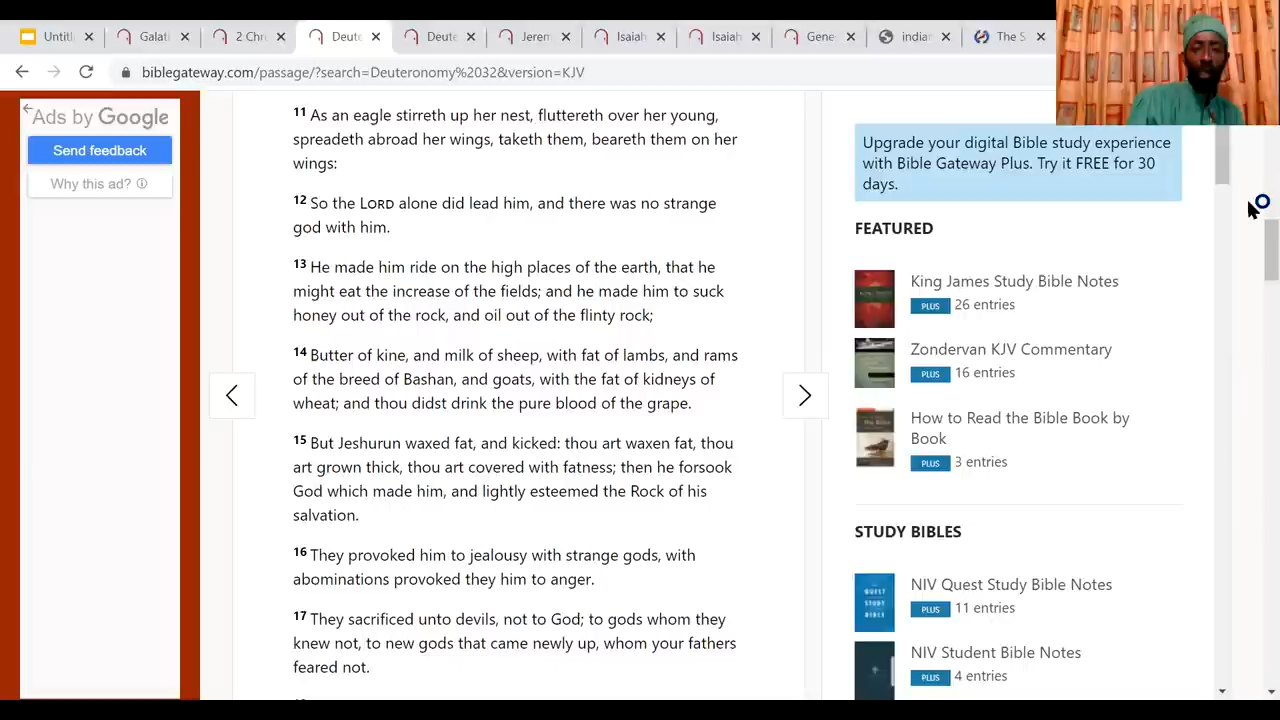 Untitl
Galati
2 Chr
Deute
Deute
Jerem
Isaiah
Isaiah
Gene
indian
The S
biblegateway.com/passage/?search=Deuteronomy%2032&version=KJV
Ads by Google
Send feedback
Why this ad?
11 As an eagle stirreth up her nest, fluttereth over her young,
spreadeth abroad her wings, taketh them, beareth them on her
wings:
12 So the LORD alone did lead him, and there was no strange
god with him.
13 He made him ride on the high places of the earth, that he
might eat the increase of the fields; and he made him to suck
honey out of the rock, and oil out of the flinty rock;
14 Butter of kine, and milk of sheep, with fat of lambs, and rams
of the breed of Bashan, and goats, with the fat of kidneys of
wheat; and thou didst drink the pure blood of the grape.
15 But Jeshurun waxed fat, and kicked: thou art waxen fat, thou
art grown thick, thou art covered with fatness; then he forsook
God which made him, and lightly esteemed the Rock of his
salvation.
16 They provoked him to jealousy with strange gods, with
abominations provoked they him to anger.
17 They sacrificed unto devils, not to God; to gods whom they
knew not, to new gods that came newly up, whom your fathers
feared not.
Upgrade your digital Bible study experience
with Bible Gateway Plus. Try it FREE for 30
days.
FEATURED
King James Study Bible Notes
PLUS 26 entries
Zondervan KJV Commentary
PLUS 16 entries
How to Read the Bible Book by
Book
PLUS 3 entries
STUDY BIBLES
NIV Quest Study Bible Notes
PLUS 11 entries
NIV Student Bible Notes
PLUS 4 entries